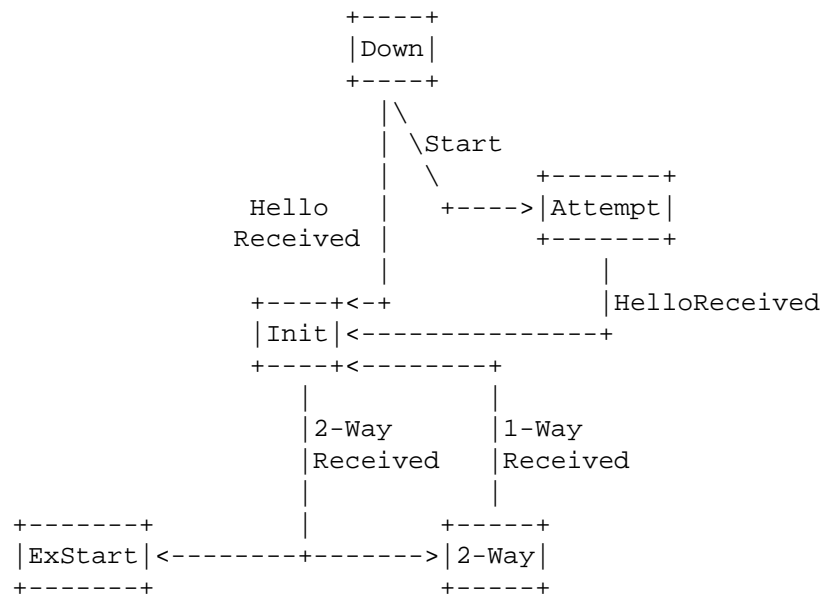 Down
Start
Hello
Attempt
Received
HelloReceived
Init
2-Way
1-Way
Received
Received
ExStart
2-Way